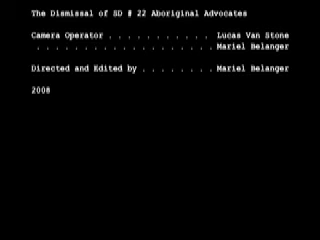 The Dismissal of SD # 22 Aboriginal Advocates
Camera Operator . . . . . . . . . . . Lucas Van Stone
. . . . . . . . . . . . . . . . . . . Mariel Belanger
Directed and Edited by . . . . . . . . Mariel Belanger
2008